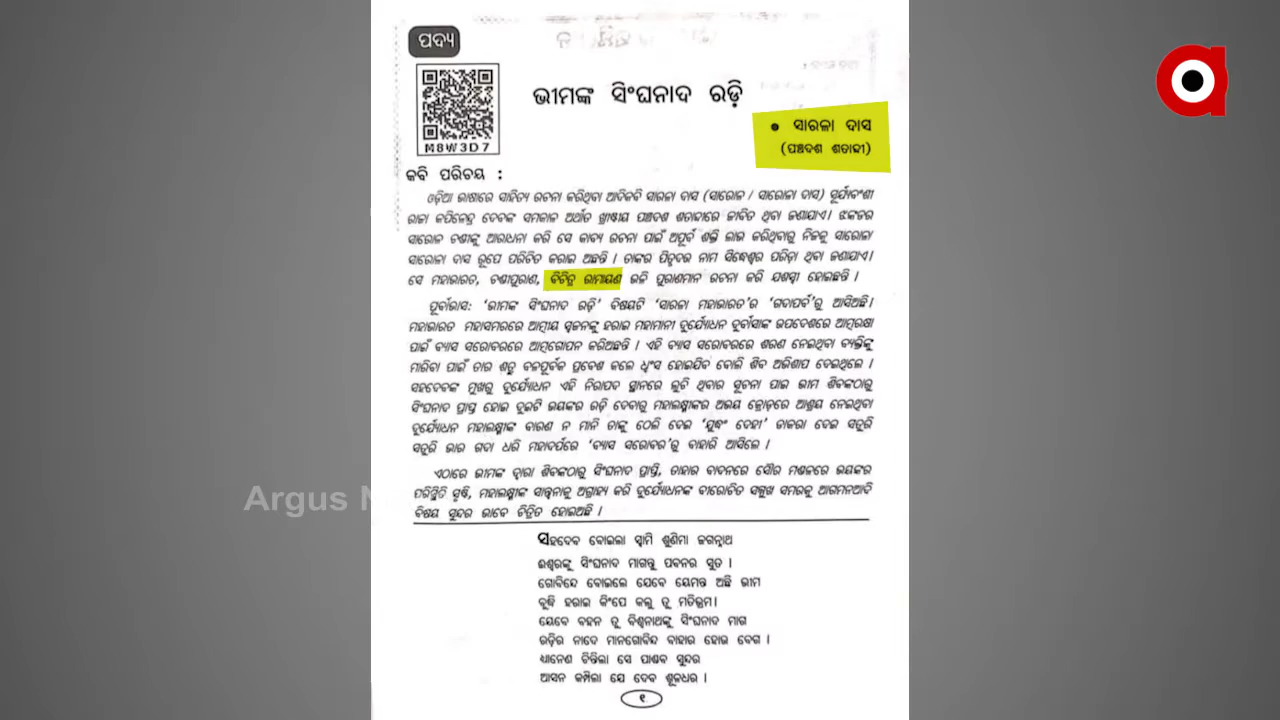 ପଦ୍ୟ
M8W3D7
ଭୀମଙ୍କ ସିଂଘନାଦ ରଡ଼ି
• ସାରଳା ଦାସ
(ପଞ୍ଚଦଶ ଶତାବ୍ଦୀ)
କବି ପରିଚୟ :
ଓଡ଼ିଆ ଭାଷାରେ ସାହିତ୍ୟ ରଚନା କରିଥିବା ଆଦିକବି ସାରଳା ଦାସ (ସାରୋଳ / ସାରୋଳା ଦାସ) ସୂର୍ଯ୍ୟବଂଶୀ
ରାଜା କପିଳେନ୍ଦ୍ର ଦେବଙ୍କ ସମକାଳ ଅର୍ଥାତ ଖ୍ରୀଷ୍ଟୀୟ ପଞ୍ଚଦଶ ଶତାବ୍ଦୀରେ ଜୀବିତ ଥିବା ଜଣାଯାଏ। ଝଙ୍କଡର
ସାରୋଳ ଚଣ୍ଡୀଙ୍କୁ ଆରାଧନା କରି ସେ କାବ୍ୟ ରଚନା ପାଇଁ ଅପୂର୍ବ ଶକ୍ତି ଲାଭ କରିଥିବାରୁ ନିଜକୁ ସାରୋଳା
ସାରୋଳା ଦାସ ରୂପେ ପରିଚିତ କରାଇ ଅଛନ୍ତି । ତାଙ୍କର ପିତୃଦତ୍ତ ନାମ ସିଦ୍ଧେଶ୍ୱର ପରିଡ଼ା ଥିବା ଜଣାଯାଏ।
ସେ ମହାଭାରତ, ଚଣ୍ଡୀପୁରାଣ, ବିଚିତ୍ର ରାମାୟଣ ଭଳି ପୁରାଣମାନ ରଚନା କରି ଯଶସ୍ୱୀ ହୋଇଛନ୍ତି ।
ପୂର୍ବାଭାସ: ‘ଭୀମଙ୍କ ସିଂଘନାଦ ରଡ଼ି’ ବିଷୟଟି ‘ସାରଳା ମହାଭାରତ’ର ‘ଗଦାପର୍ବ’ରୁ ଆସିଅଛି।
ମହାଭାରତ ମହାସମରରେ ଆତ୍ମୀୟ ସ୍ୱଜନଙ୍କୁ ହରାଇ ମହାମାନୀ ଦୁର୍ଯ୍ୟୋଧନ ଦୁର୍ବାସାଙ୍କ ଉପଦେଶରେ ଆତ୍ମରକ୍ଷା
ପାଇଁ ବ୍ୟାସ ସରୋବରରେ ଆତ୍ମଗୋପନ କରିଅଛନ୍ତି । ଏହି ବ୍ୟାସ ସରୋବରରେ ଶରଣ ନେଇଥିବା ବ୍ୟକ୍ତିଙ୍କୁ
ମାରିବା ପାଇଁ ତାର ଶତ୍ରୁ ବଳପୂର୍ବକ ପ୍ରବେଶ କଲେ ଧ୍ୱଂସ ହୋଇଯିବ ବୋଲି ଶିବ ଅଭିଶାପ ଦେଇଥିଲେ ।
ସହଦେବଙ୍କ ମୁଖରୁ ଦୁର୍ଯ୍ୟୋଧନ ଏହି ନିରାପଦ ସ୍ଥାନରେ ଲୁଚି ଥିବାର ସୂଚନା ପାଇ ଭୀମ ଶିବଙ୍କଠାରୁ
ସିଂଘନାଦ ପ୍ରାପ୍ତ ହୋଇ ଦୁଇଟି ଭୟଙ୍କର ରଡ଼ି ଦେବାରୁ ମହାଲକ୍ଷ୍ମୀଙ୍କର ଅଭୟ କ୍ରୋଡ଼ରେ ଆଶ୍ରୟ ନେଇଥିବା
ଦୁର୍ଯ୍ୟୋଧନ ମହାଲକ୍ଷ୍ମୀଙ୍କ ବାରଣ ନ ମାନି ତାଙ୍କୁ ଠେଲି ଦେଇ ‘ଯୁଦ୍ଧଂ ଦେହୀ’ ଡାକରା ଦେଇ ସତୁରି
ସତୁରି ଭାର ଗଦା ଧରି ମହାଦର୍ପରେ ‘ବ୍ୟାସ ସରୋବର’ରୁ ବାହାରି ଆସିଲେ ।
ଏଠାରେ ଭୀମଙ୍କ ଦ୍ୱାରା ଶିବଙ୍କଠାରୁ ସିଂଘନାଦ ପ୍ରାପ୍ତି, ତାହାର ବାଦନରେ ସୌର ମଣ୍ଡଳରେ ଭୟଙ୍କର
ପରିସ୍ଥିତି ସୃଷ୍ଟି, ମହାଲକ୍ଷ୍ମୀଙ୍କ ସାନ୍ତ୍ୱନାକୁ ଅଗ୍ରାହ୍ୟ କରି ଦୁର୍ଯ୍ୟୋଧନଙ୍କ ବୀରୋଚିତ ସମ୍ମୁଖ ସମରକୁ ଆଗମନଆଦି
ବିଷୟ ସୁନ୍ଦର ଭାବେ ଚିତ୍ରିତ ହୋଇଅଛି ।
Argus N
ସହଦେବ ବୋଇଲା ସ୍ୱାମି ଶୁଣିମା ଜଗନ୍ନାଥ
ଈଶ୍ୱରଙ୍କୁ ସିଂଘନାଦ ମାଗନ୍ତୁ ପବନର ସୁତ ।
ଗୋବିନ୍ଦେ ବୋଇଲେ ଯେବେ ୟେମନ୍ତ ଅଛି ଭୀମ
ବୁଦ୍ଧି ହରାଇ କିଂପେ କଲୁ ତୂ ମତିଭ୍ରମ।
ୟେବେ ବହନ ତୂ ବିଶ୍ୱନାଥଙ୍କୁ ସିଂଘନାଦ ମାଗ
ରଡ଼ିର ନାଦେ ମାନଗୋବିନ୍ଦ ବାହାର ହୋଉ ବେଗ ।
ଧ୍ୟାନେଣ ଚିନ୍ତିଲା ସେ ପାଣ୍ଡବ ସୁନ୍ଦର
ଆସନ କମ୍ପିଲା ଯେ ଦେବ ଶୂଳଧର ।
୧